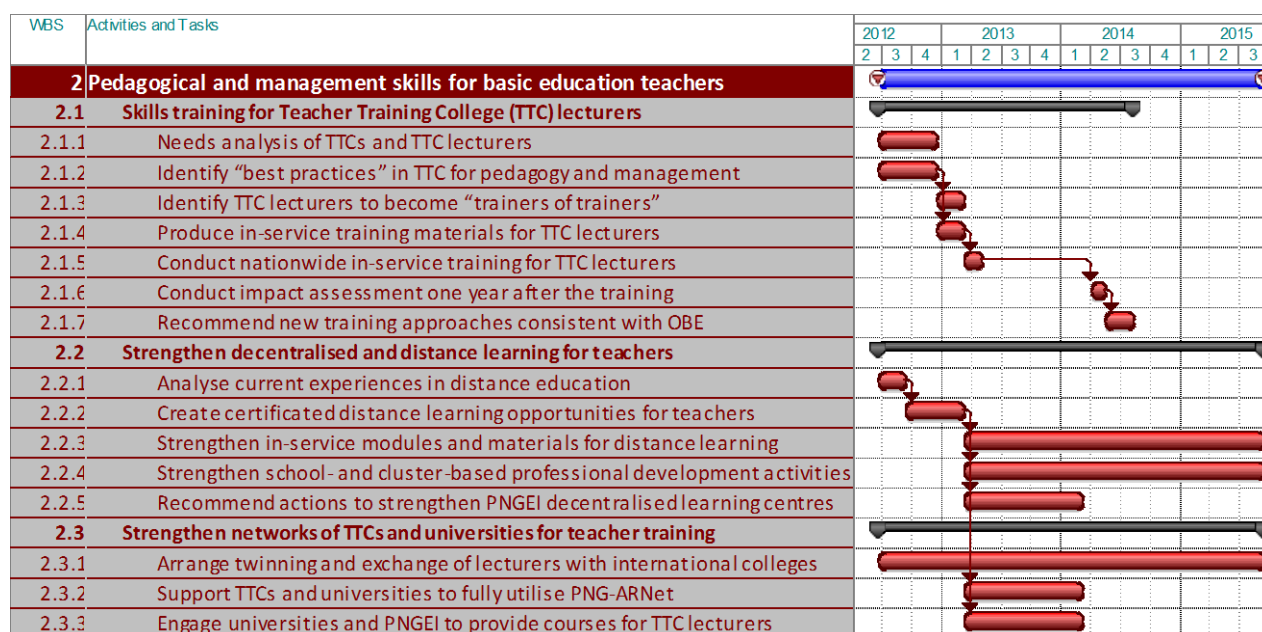 WBS Activities and Tasks
2012 2013 2014 2015
2 3 4 1 2 3 4 1 2 3 4 1 2 3
2 Pedagogical and management skills for basic education teachers
2.1 Skills training for Teacher Training College (TTC) lecturers
2.1.1 Needs analysis of TTCs and TTC lecturers
2.1.2 Identify “best practices” in TTC for pedagogy and management
2.1.3 Identify TTC lecturers to become “trainers of trainers”
2.1.4 Produce in-service training materials for TTC lecturers
2.1.5 Conduct nationwide in-service training for TTC lecturers
2.1.6 Conduct impact assessment one year after the training
2.1.7 Recommend new training approaches consistent with OBE
2.2 Strengthen decentralised and distance learning for teachers
2.2.1 Analyse current experiences in distance education
2.2.2 Create certificated distance learning opportunities for teachers
2.2.3 Strengthen in-service modules and materials for distance learning
2.2.4 Strengthen school- and cluster-based professional development activities
2.2.5 Recommend actions to strengthen PNGEI decentralised learning centres
2.3 Strengthen networks of TTCs and universities for teacher training
2.3.1 Arrange twinning and exchange of lecturers with international colleges
2.3.2 Support TTCs and universities to fully utilise PNG-ARNet
2.3.3 Engage universities and PNGEI to provide courses for TTC lecturers